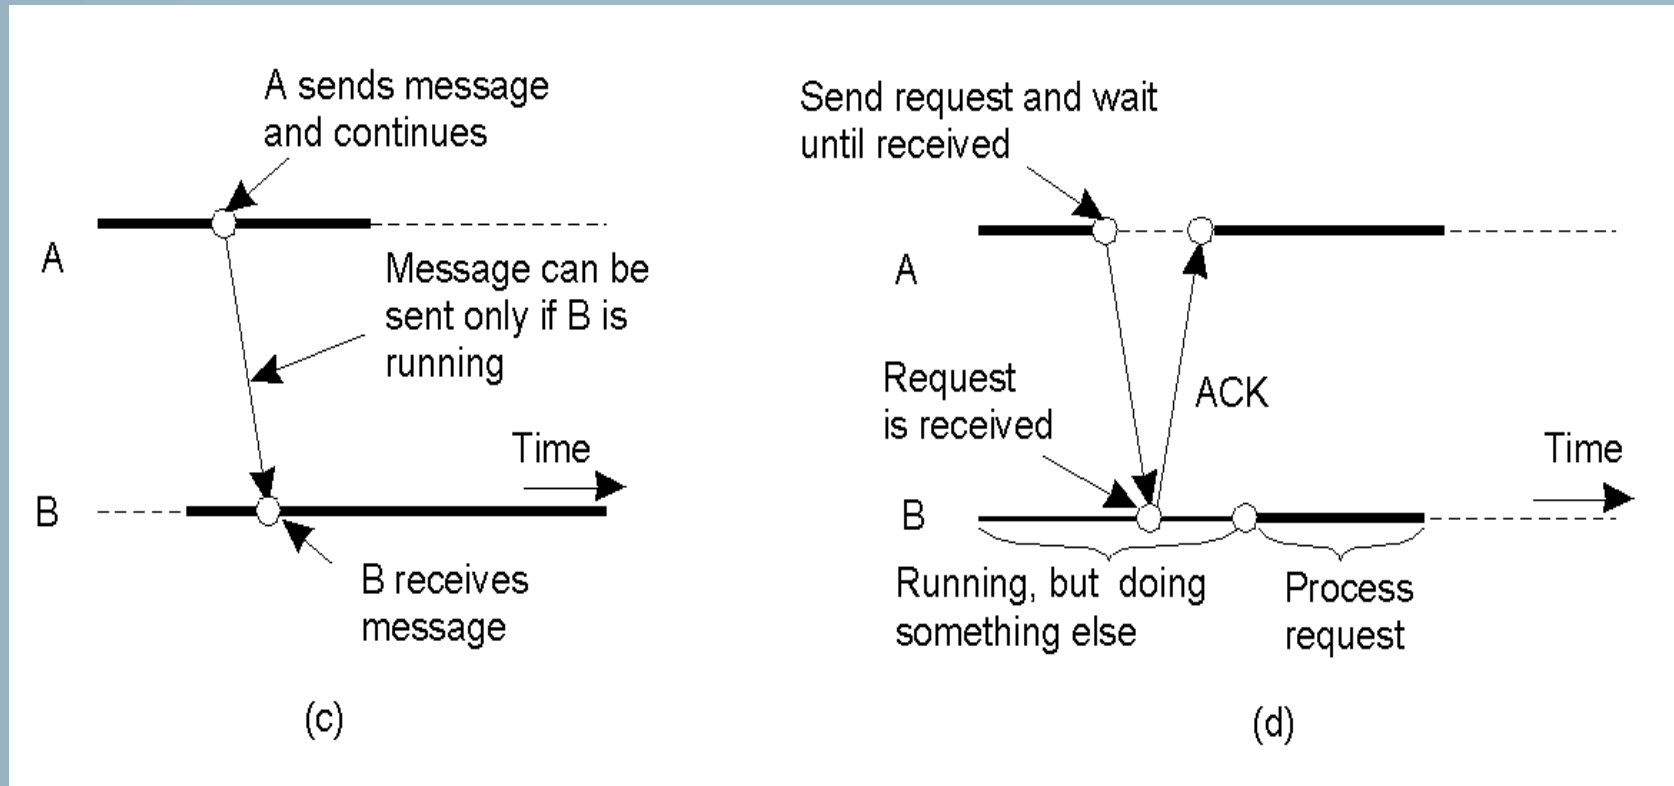 A sends message
and continues
A
Message can be
sent only if B is
running
Time
B
B receives
message
(c)
Send request and wait
until received
A
Request
is received
ACK
Time
B
Running, but doing
something else
Process
request
(d)